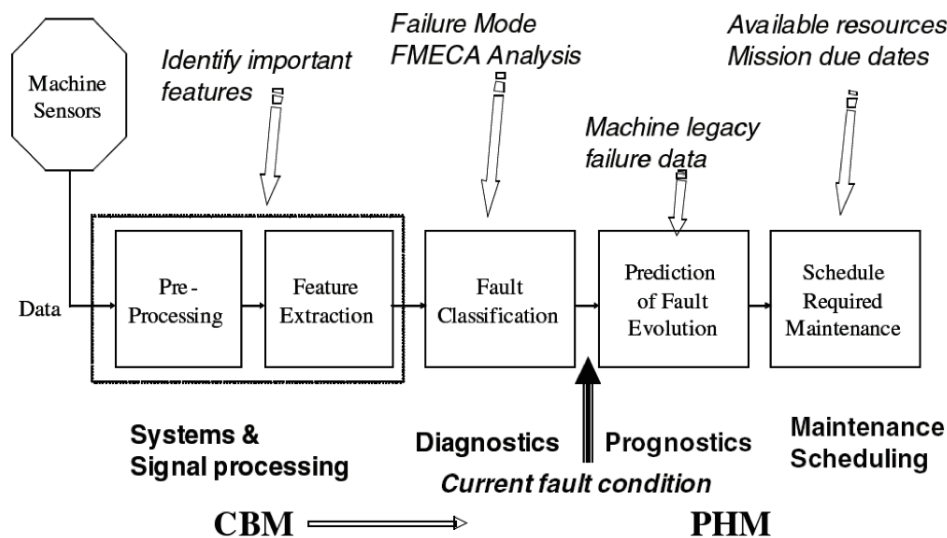 Machine
Sensors
Identify important
features
Failure Mode
FMECA Analysis
Machine legacy
failure data
Available resources
Mission due dates
Data
Pre -
Processing
Feature
Extraction
Fault
Classification
Prediction
of Fault
Evolution
Schedule
Required
Maintenance
Systems &
Signal processing
Diagnostics
Prognostics
Current fault condition
Maintenance
Scheduling
CBM
PHM